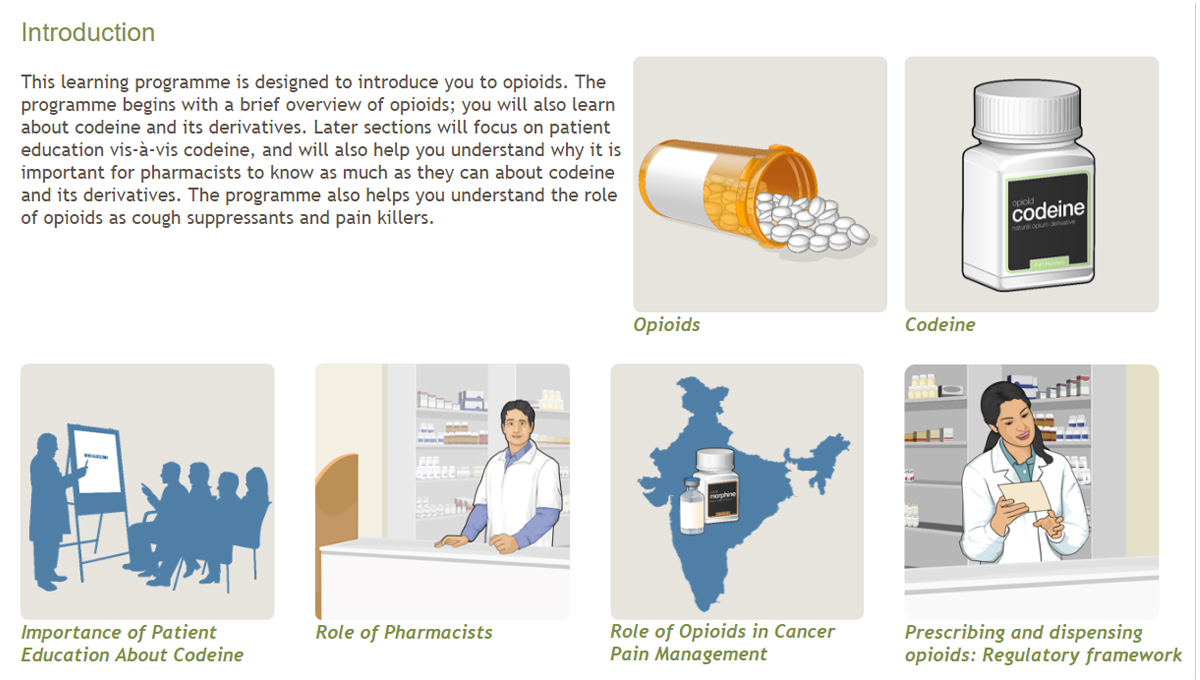 Introduction
This learning programme is designed to introduce you to opioids. The
programme begins with a brief overview of opioids; you will also learn
about codeine and its derivatives. Later sections will focus on patient
education vis-à-vis codeine, and will also help you understand why it is
important for pharmacists to know as much as they can about codeine
and its derivatives. The programme also helps you understand the role
of opioids as cough suppressants and pain killers.
opioid
codeine
natural opium derivative
Opioids
Codeine
morphine
Importance of Patient
Education About Codeine
Role of Pharmacists
Role of Opioids in Cancer
Pain Management
Prescribing and dispensing
opioids: Regulatory framework